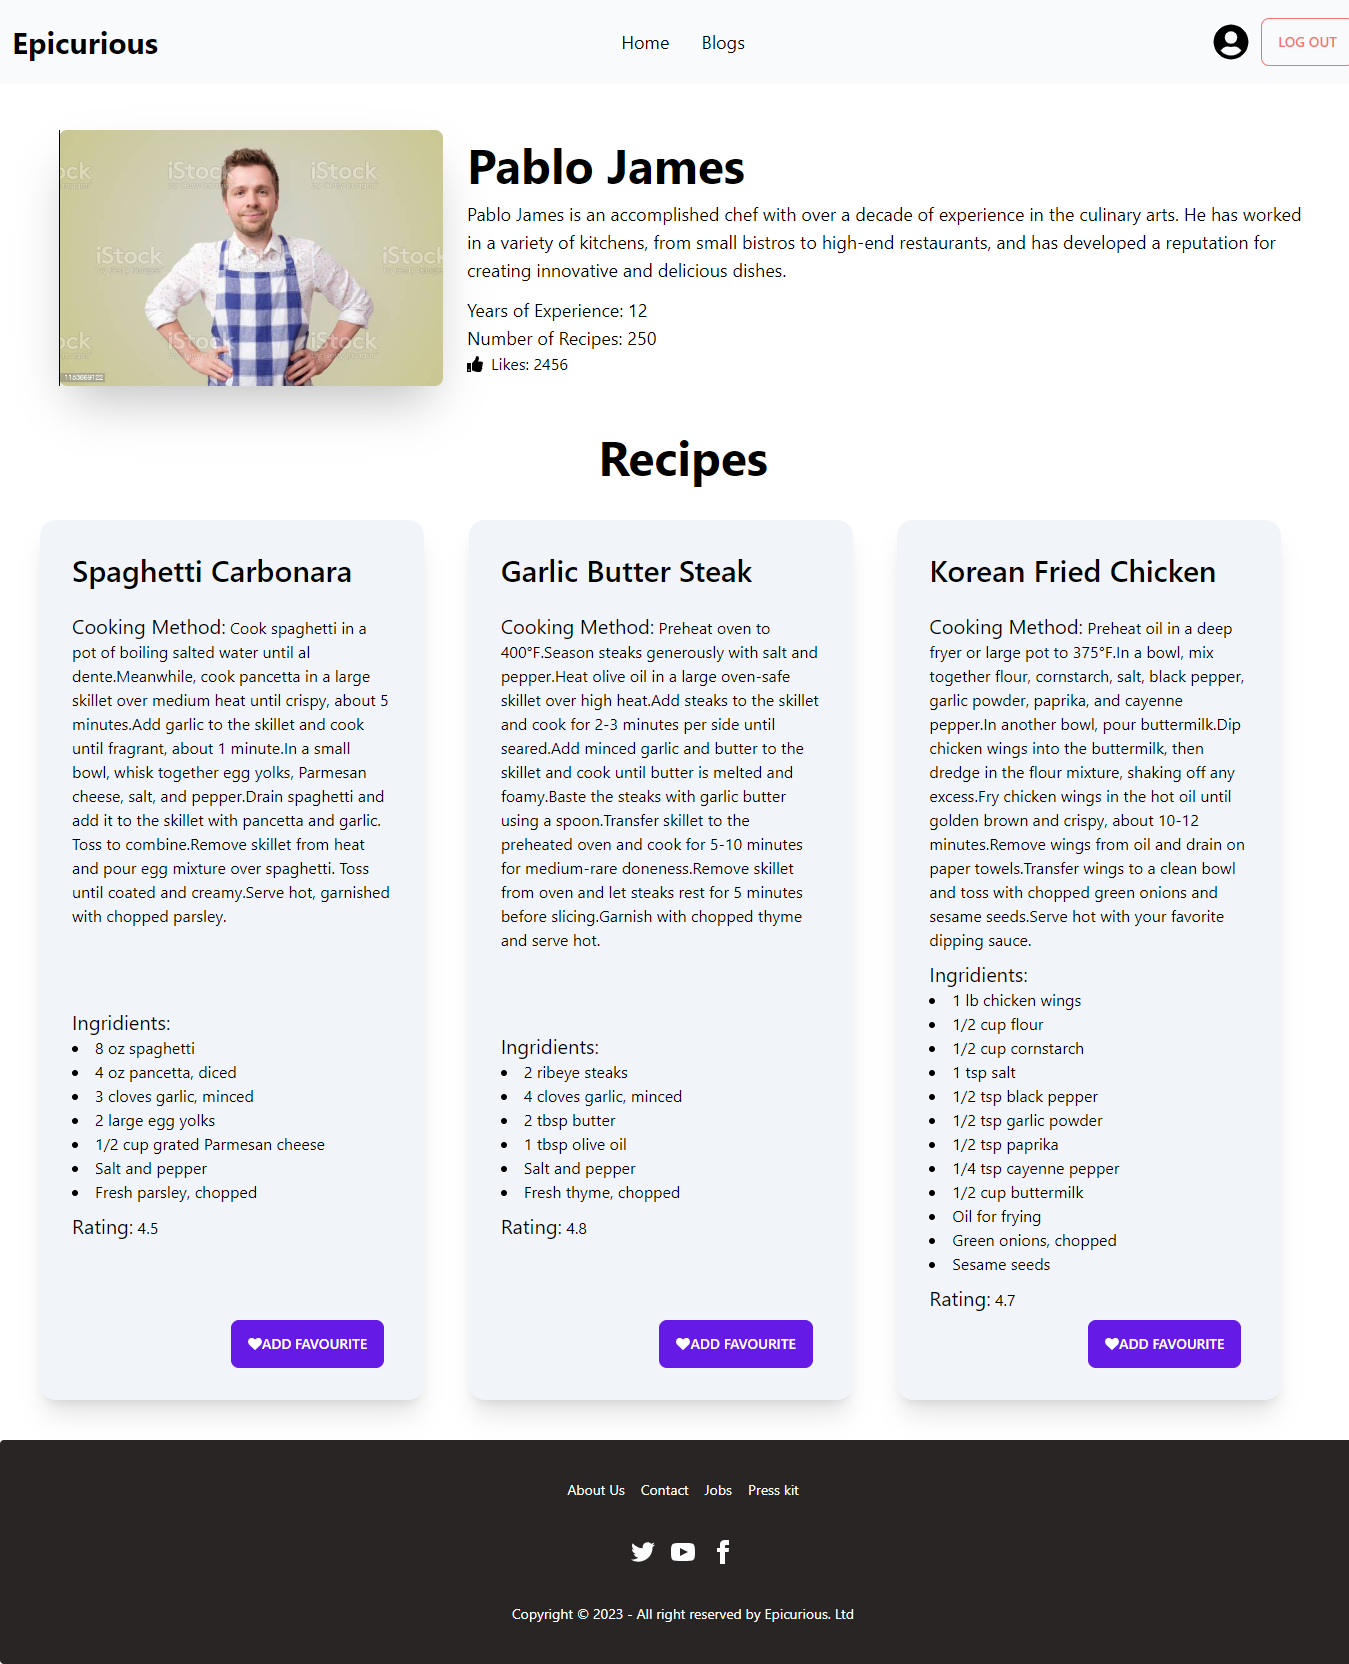 Epicurious
Home Blogs
LOG OUT
ock iStock iStock
iStock iStock
ock iStock iStock
1153669122
Pablo James
Pablo James is an accomplished chef with over a decade of experience in the culinary arts. He has worked
in a variety of kitchens, from small bistros to high-end restaurants, and has developed a reputation for
creating innovative and delicious dishes.
Years of Experience: 12
Number of Recipes: 250
Likes: 2456
Recipes
Spaghetti Carbonara
Cooking Method: Cook spaghetti in a
pot of boiling salted water until al
dente.Meanwhile, cook pancetta in a large
skillet over medium heat until crispy, about 5
minutes.Add garlic to the skillet and cook
until fragrant, about 1 minute.In a small
bowl, whisk together egg yolks, Parmesan
cheese, salt, and pepper.Drain spaghetti and
add it to the skillet with pancetta and garlic.
Toss to combine.Remove skillet from heat
and pour egg mixture over spaghetti. Toss
until coated and creamy.Serve hot, garnished
with chopped parsley.
Ingridients:
8 oz spaghetti
4 oz pancetta, diced
3 cloves garlic, minced
2 large egg yolks
1/2 cup grated Parmesan cheese
Salt and pepper
Fresh parsley, chopped
Rating: 4.5
ADD FAVOURITE
Garlic Butter Steak
Cooking Method: Preheat oven to
400°F.Season steaks generously with salt and
pepper.Heat olive oil in a large oven-safe
skillet over high heat.Add steaks to the skillet
and cook for 2-3 minutes per side until
seared.Add minced garlic and butter to the
skillet and cook until butter is melted and
foamy.Baste the steaks with garlic butter
using a spoon.Transfer skillet to the
preheated oven and cook for 5-10 minutes
for medium-rare doneness.Remove skillet
from oven and let steaks rest for 5 minutes
before slicing.Garnish with chopped thyme
and serve hot.
Ingridients:
2 ribeye steaks
4 cloves garlic, minced
2 tbsp butter
1 tbsp olive oil
Salt and pepper
Fresh thyme, chopped
Rating: 4.8
ADD FAVOURITE
Korean Fried Chicken
Cooking Method: Preheat oil in a deep
fryer or large pot to 375°F.In a bowl, mix
together flour, cornstarch, salt, black pepper,
garlic powder, paprika, and cayenne
pepper.In another bowl, pour buttermilk.Dip
chicken wings into the buttermilk, then
dredge in the flour mixture, shaking off any
excess.Fry chicken wings in the hot oil until
golden brown and crispy, about 10-12
minutes.Remove wings from oil and drain on
paper towels.Transfer wings to a clean bowl
and toss with chopped green onions and
sesame seeds.Serve hot with your favorite
dipping sauce.
Ingridients:
1 lb chicken wings
1/2 cup flour
1/2 cup cornstarch
1 tsp salt
1/2 tsp black pepper
1/2 tsp garlic powder
1/2 tsp paprika
1/4 tsp cayenne pepper
1/2 cup buttermilk
Oil for frying
Green onions, chopped
Sesame seeds
Rating: 4.7
ADD FAVOURITE
About Us Contact Jobs Press kit
Copyright © 2023 - All right reserved by Epicurious. Ltd